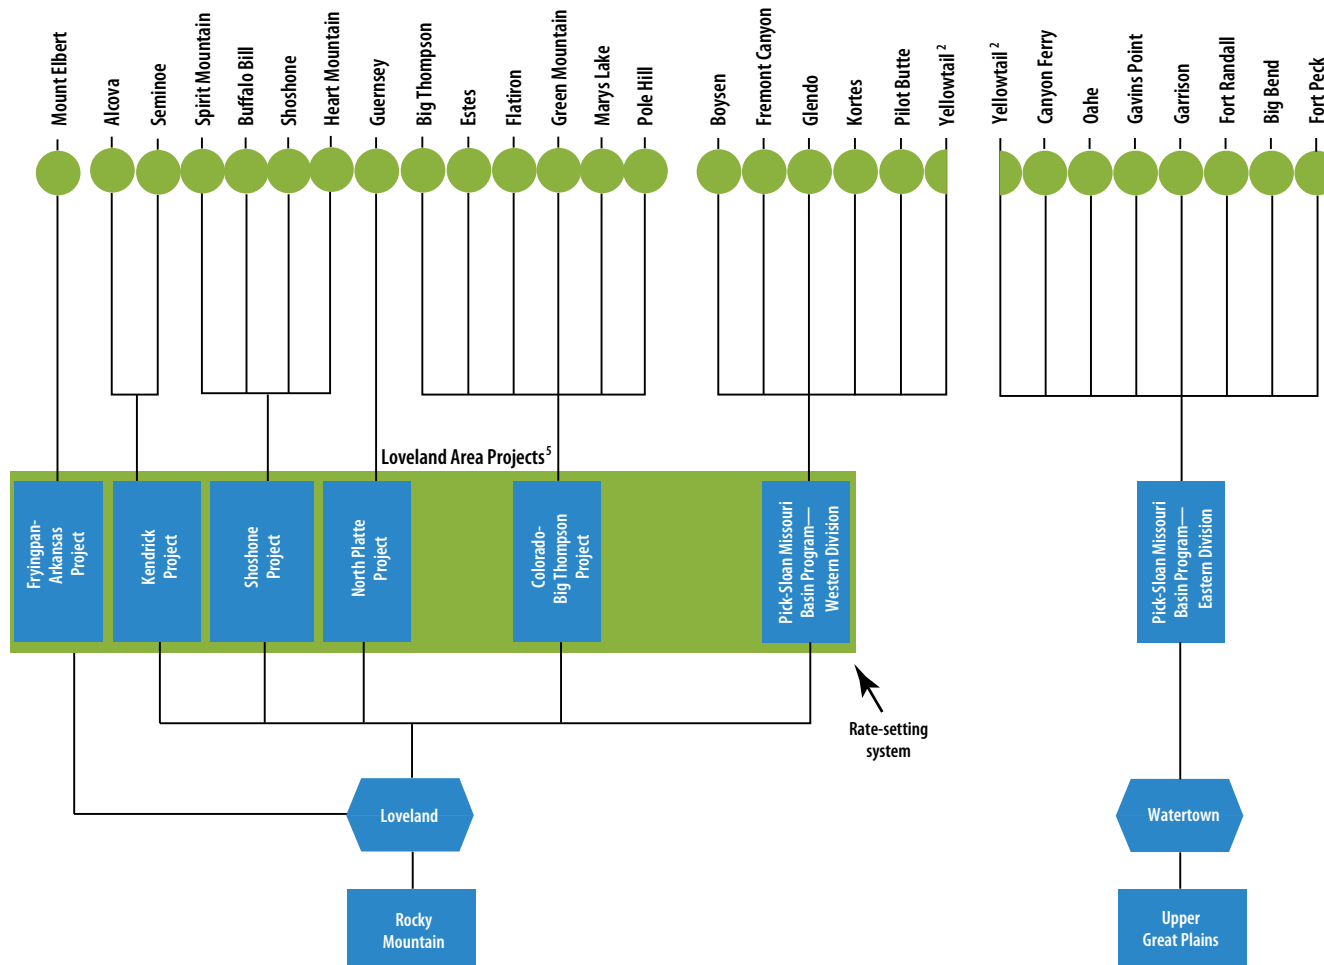 Mount Elbert
Alcova
Seminoe
Spirit Mountain
Buffalo Bill
Shoshone
Heart Mountain
Guernsey
Big Thompson
Estes
Flatiron
Green Mountain
Marys Lake
Pole Hill
Boysen
Fremont Canyon
Glendo
Kortes
Pilot Butte
Yellowtail 2
Yellowtail 2
Canyon Ferry
Oahe
Gavins Point
Garrison
Fort Randall
Big Bend
Fort Peck
Loveland Area Projects5
Fryingpan-
Arkansas
Project
Kendrick
Project
Shoshone
Project
North Platte
Project
Colorado-
Big Thompson
Project
Pick-Sloan Missouri
Basin Program—
Western Division
Pick-Sloan Missouri
Basin Program—
Eastern Division
Rate-setting
system
Loveland
Watertown
Rocky
Mountain
Upper
Great Plains